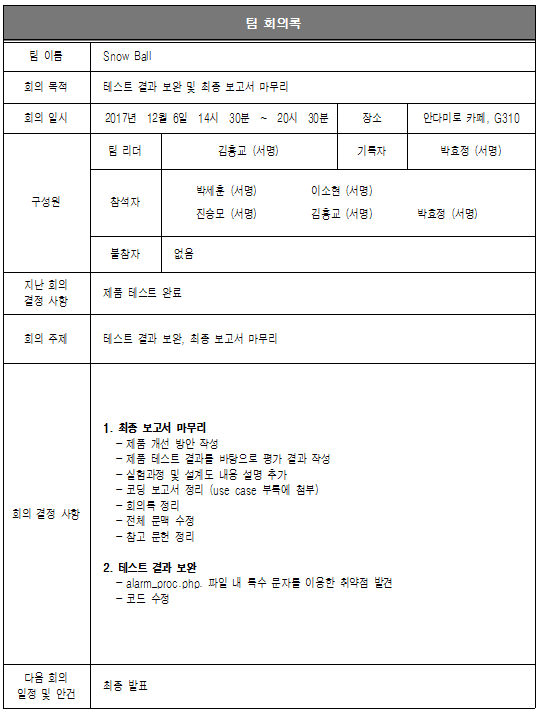 팀 회의록
팀 이름 Snow Ball
회의 목적 테스트 결과 보완 및 최종 보고서 마무리
회의 일시 2017년 12월 6일 14시 30분 ~ 20시 30분 장소 안다미로 카페, G310
구성원
팀 리더 김홍교 (서명) 기록자 박효정 (서명)
참석자
박세훈 (서명) 이소현 (서명)
진승모 (서명) 김홍교 (서명) 박효정 (서명)
불참자 없음
지난 회의
결정 사항
제품 테스트 완료
회의 주제 테스트 결과 보완, 최종 보고서 마무리
회의 결정 사항
1. 최종 보고서 마무리
- 제품 개선 방안 작성
- 제품 테스트 결과를 바탕으로 평가 결과 작성
- 실험과정 및 설계도 내용 설명 추가
- 코딩 보고서 정리 (use case 부록에 첨부)
- 회의록 정리
- 전체 문맥 수정
- 참고 문헌 정리
2. 테스트 결과 보완
- alarm_proc.php. 파일 내 특수 문자를 이용한 취약점 발견
- 코드 수정
다음 회의
일정 및 안건
최종 발표